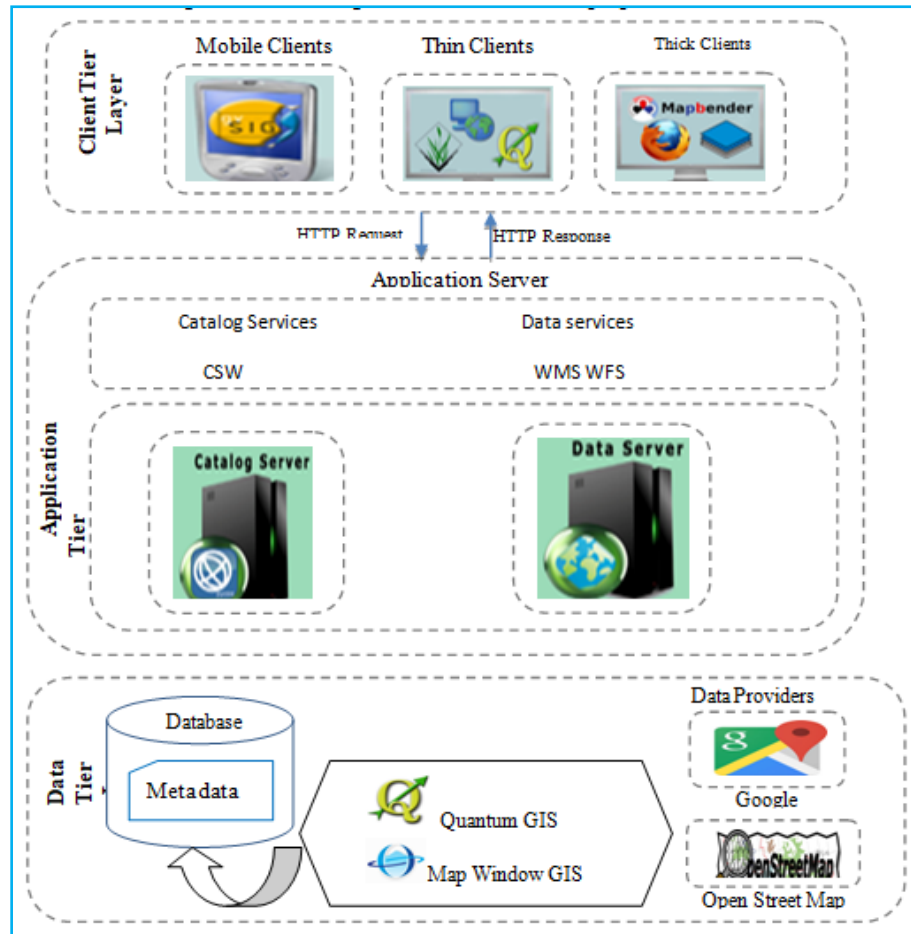 Mobile Clients
Thin Clients
Thick Clients
Client Tier
Layer
SIG
Mapbender
HTTP Request
HTTP Response
Application Server
Catalog Services
Data services
CSW
WMS WFS
Application
Tier
Catalog Server
Data Server
Data
Tier
Database
Metadata
Quantum GIS
Map Window GIS
Data Providers
g
Google
OpenStreetMap
Open Street Map